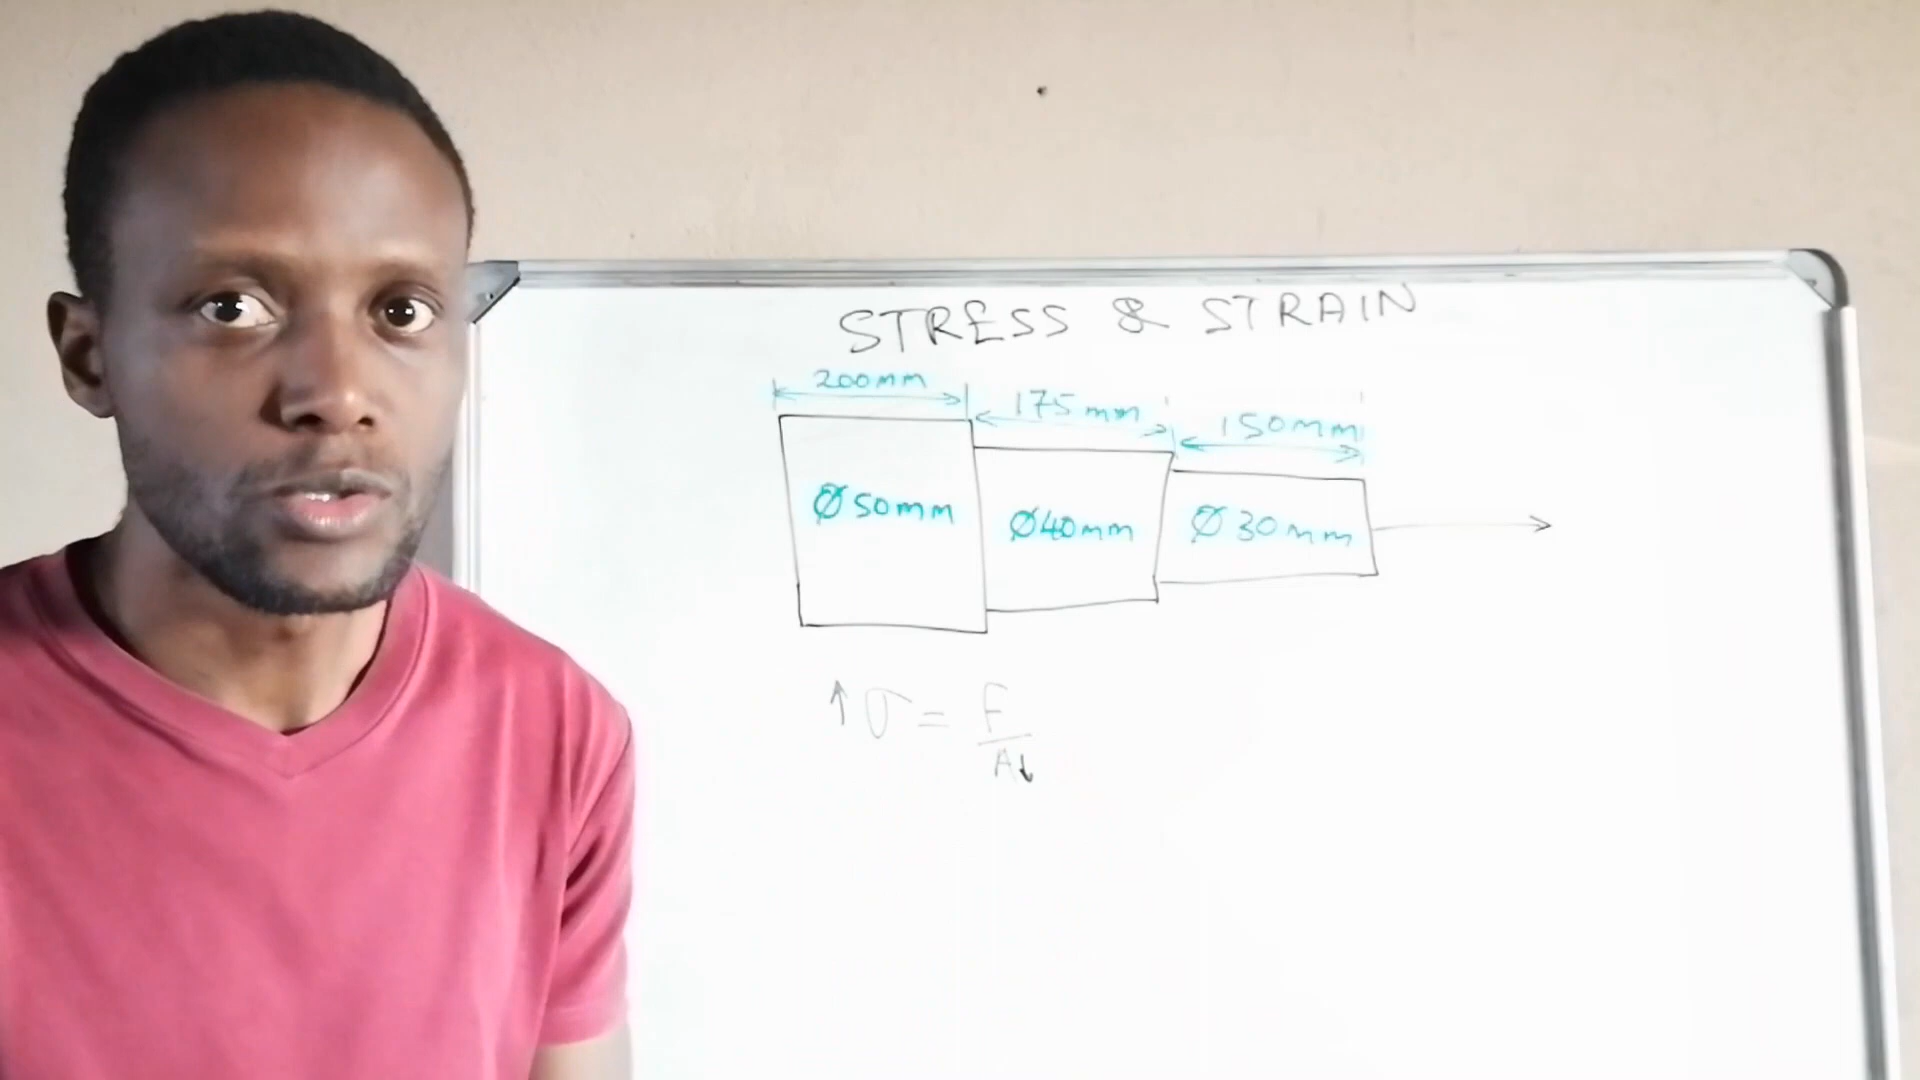 STRESS & STRAIN
200mm
175mm
150mm
Ø50mm
Ø40mm
Ø30mm
↑σ = F
A↓